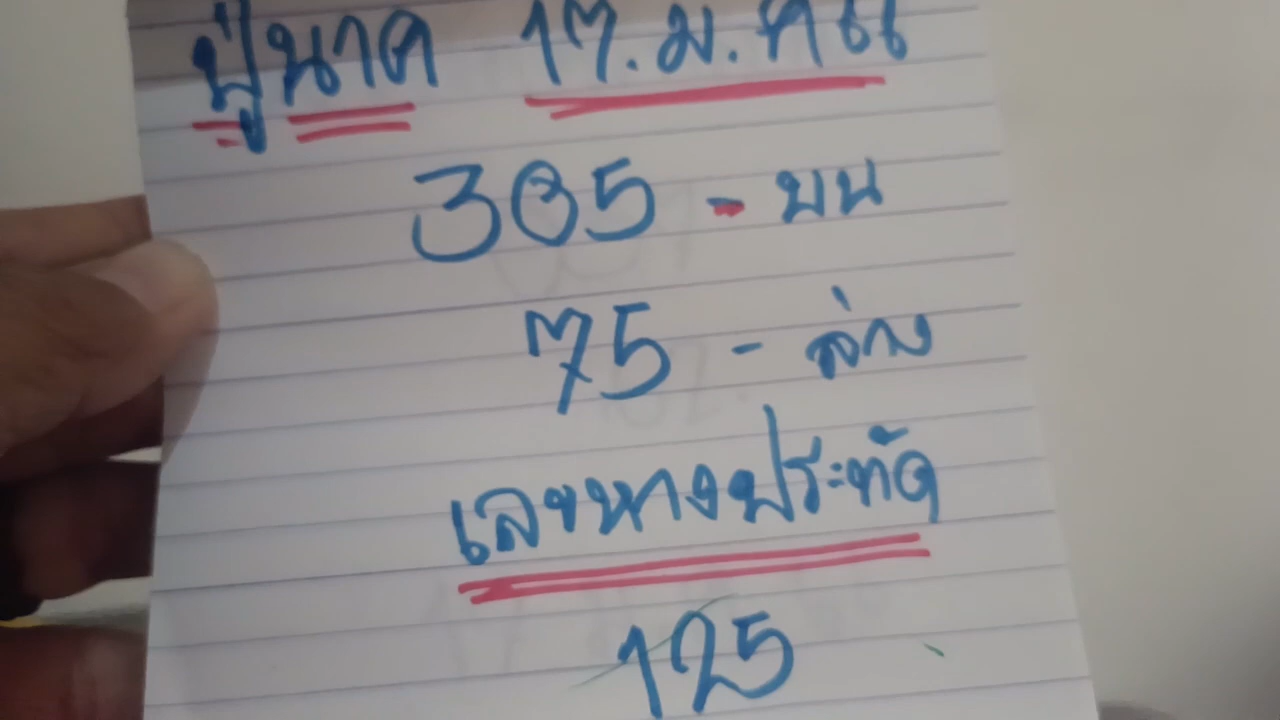 ปู่นาค 17.ม.ค
305 - บน
75 - ล่าง
เลขหางประทัด
125